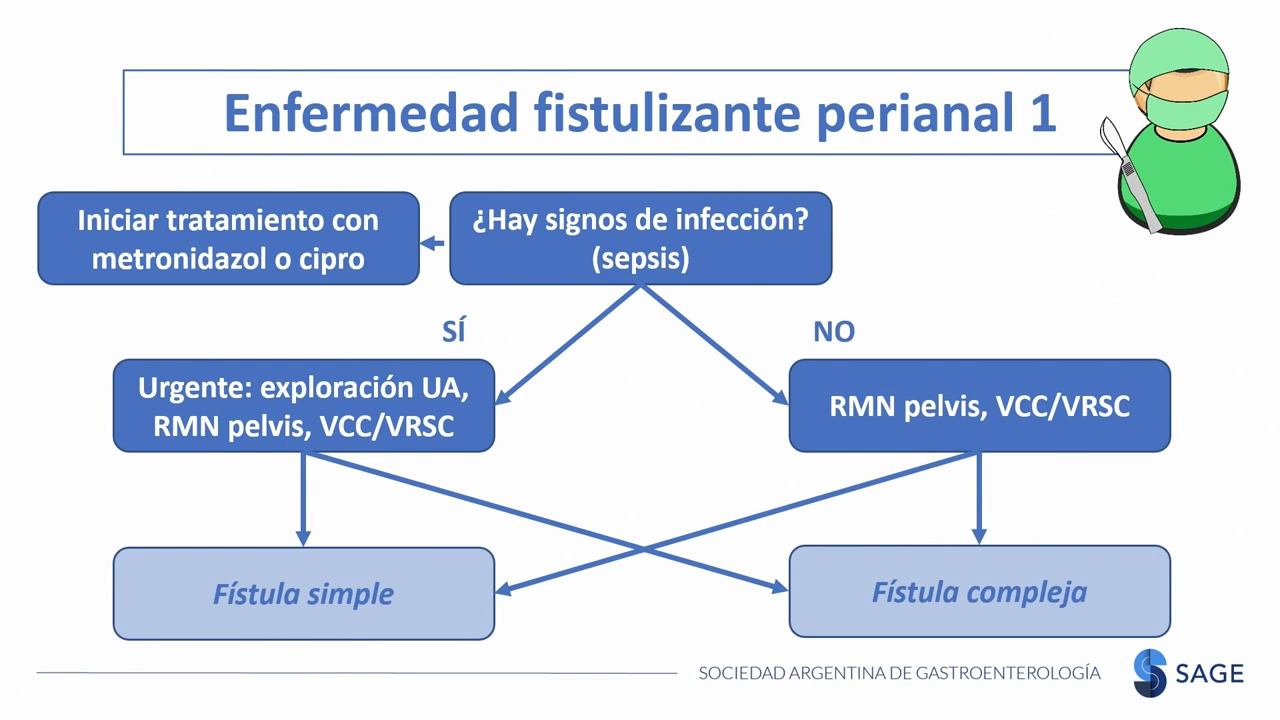 Enfermedad fistulizante perianal 1
Iniciar tratamiento con
metronidazol o cipro
¿Hay signos de infección?
(sepsis)
SÍ
NO
Urgente: exploración UA,
RMN pelvis, VCC/VRSC
RMN pelvis, VCC/VRSC
Fístula simple
Fístula compleja
SOCIEDAD ARGENTINA DE GASTROENTEROLOGÍA
SAGE